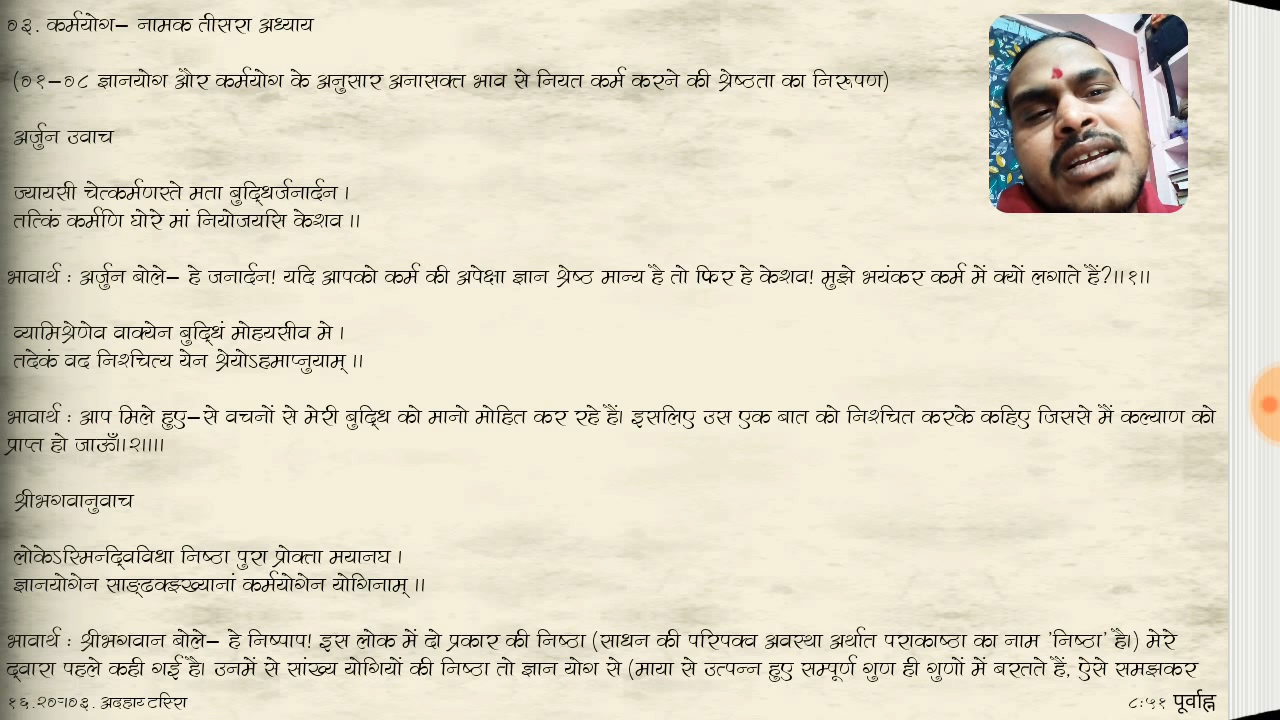 ०३. कर्मयोग- नामक तीसरा अध्याय
(०१-०८ ज्ञानयोग और कर्मयोग के अनुसार अनासक्त भाव से नियत कर्म करने की श्रेष्ठता का निरूपण)
अर्जुन उवाच
ज्यायसी चेत्कर्मणस्ते मता बुद्धिर्जनार्दन ।
तत्किं कर्मणि घोरे मां नियोजयसि केशव ।।
भावार्थ : अर्जुन बोले- हे जनार्दन! यदि आपको कर्म की अपेक्षा ज्ञान श्रेष्ठ मान्य है तो फिर हे केशव! मुझे भयंकर कर्म में क्यों लगाते हैं?॥१॥
व्यामिश्रेणेव वाक्येन बुद्धिं मोहयसीव मे ।
तदेकं वद निश्चित्य येन श्रेयोऽहमाप्नुयाम् ।।
भावार्थ : आप मिले हुए-से वचनों से मेरी बुद्धि को मानो मोहित कर रहे हैं। इसलिए उस एक बात को निश्चित करके कहिए जिससे मैं कल्याण को
प्राप्त हो जाऊँ॥२॥॥
श्रीभगवानुवाच
लोकेऽस्मिन्द्विविधा निष्ठा पुरा प्रोक्ता मयानघ ।
ज्ञानयोगेन साङ्ढक्ख्यानां कर्मयोगेन योगिनाम् ।।
भावार्थ : श्रीभगवान बोले- हे निष्पाप! इस लोक में दो प्रकार की निष्ठा (साधन की परिपक्व अवस्था अर्थात पराकाष्ठा का नाम 'निष्ठा' है।) मेरे
द्वारा पहले कही गई है। उनमें से सांख्य योगियों की निष्ठा तो ज्ञान योग से (माया से उत्पन्न हुए सम्पूर्ण गुण ही गुणों में बरतते हैं, ऐसे समझकर
८:५१ पूर्वाह्न